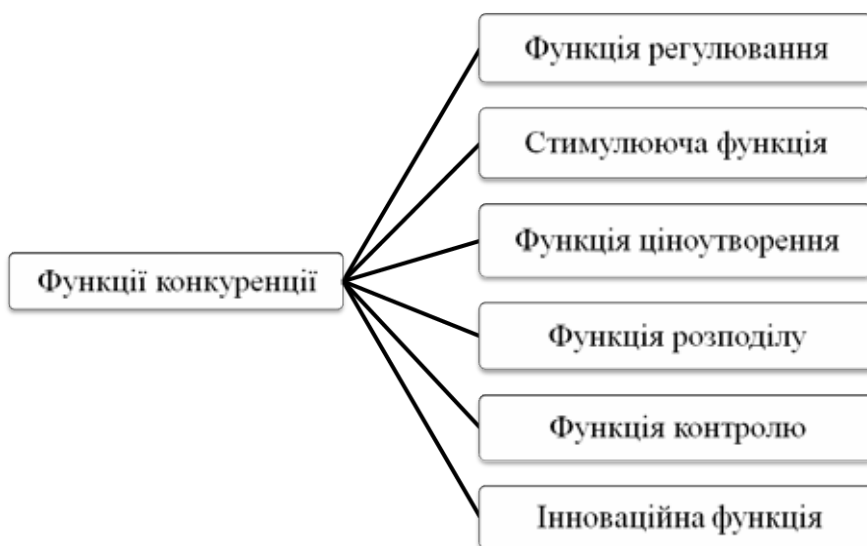 Функція регулювання
Стимулююча функція
Функція ціноутворення
Функції конкуренції
Функція розподілу
Функція контролю
Інноваційна функція